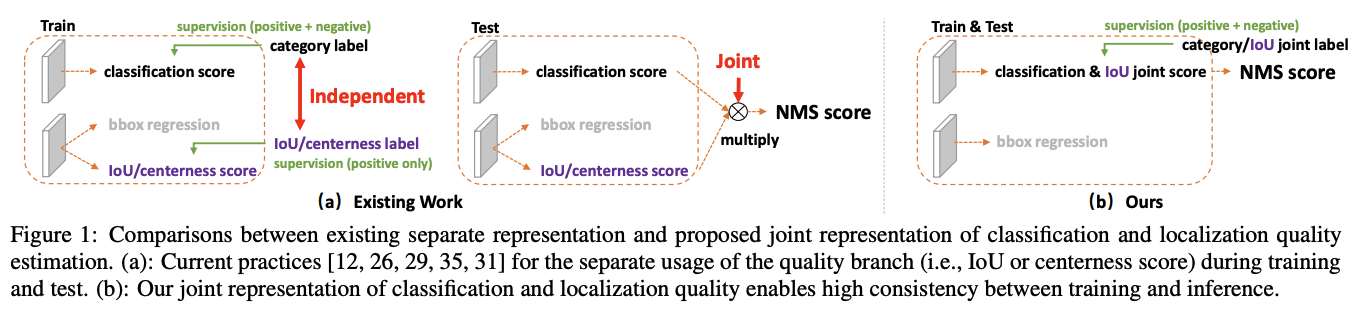 Train
supervision (positive + negative)
category label
classification score
Independent
bbox regression
IoU/centerness label
supervision (positive only)
IoU/centerness score
Test
classification score
Joint
NMS score
multiply
bbox regression
IoU/centerness score
(a) Existing Work
Train & Test
supervision (positive + negative)
category/IoU joint label
classification & IoU joint score
NMS score
bbox regression
(b) Ours
Figure 1: Comparisons between existing separate representation and proposed joint representation of classification and localization quality
estimation. (a): Current practices [12, 26, 29, 35, 31] for the separate usage of the quality branch (i.e., IoU or centerness score) during training
and test. (b): Our joint representation of classification and localization quality enables high consistency between training and inference.